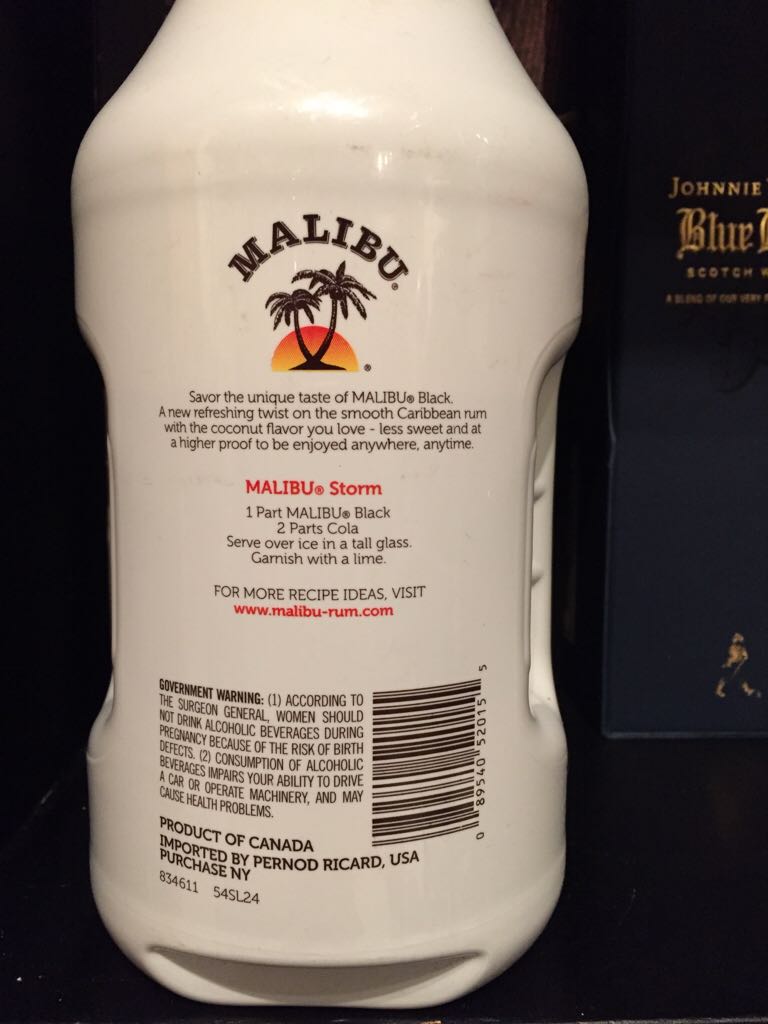 MALIBU®
®
Savor the unique taste of MALIBU® Black.
A new refreshing twist on the smooth Caribbean rum
with the coconut flavor you love - less sweet and at
a higher proof to be enjoyed anywhere, anytime.
MALIBU® Storm
1 Part MALIBU® Black
2 Parts Cola
Serve over ice in a tall glass.
Garnish with a lime.
FOR MORE RECIPE IDEAS, VISIT
www.malibu-rum.com
GOVERNMENT WARNING: (1) ACCORDING TO
THE SURGEON GENERAL, WOMEN SHOULD
NOT DRINK ALCOHOLIC BEVERAGES DURING
PREGNANCY BECAUSE OF THE RISK OF BIRTH
DEFECTS. (2) CONSUMPTION OF ALCOHOLIC
BEVERAGES IMPAIRS YOUR ABILITY TO DRIVE
A CAR OR OPERATE MACHINERY, AND MAY
CAUSE HEALTH PROBLEMS.
0 89540 52015 5
PRODUCT OF CANADA
IMPORTED BY PERNOD RICARD, USA
PURCHASE NY
834611 54SL24
JOHNNIE
Blue
SCOTCH W
A BLEND OF OUR VERY